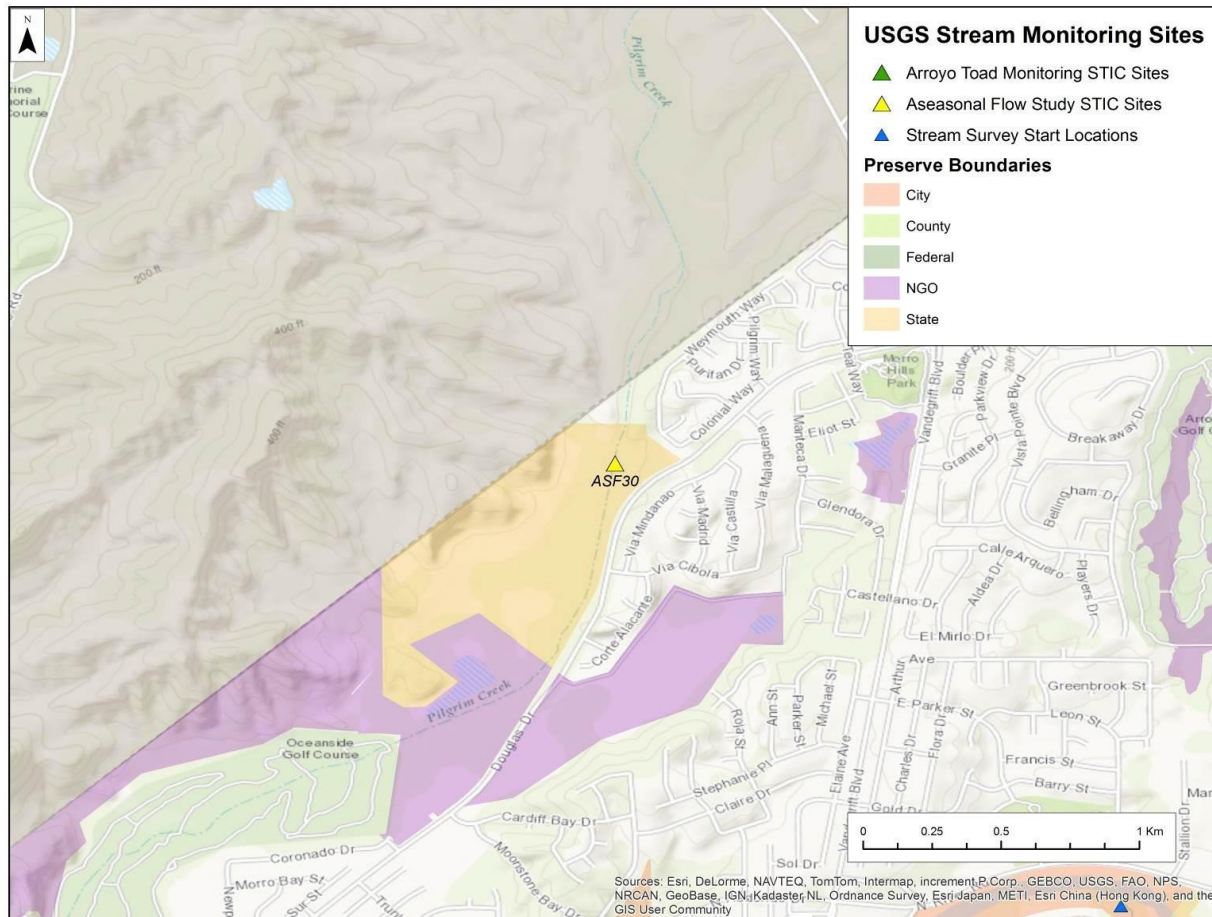 N
USGS Stream Monitoring Sites
Arroyo Toad Monitoring STIC Sites
Aseasonal Flow Study STIC Sites
Stream Survey Start Locations
Preserve Boundaries
City
County
Federal
NGO
State
Pilgrim Creek
200 ft
400 ft
400 ft
Rd
Weymouth Way
Puritan Dr
Pilgrim Way
Colonial Way
Teal Way
Eliot St
Manteca Dr
Vandegrift Blvd
Boulder Pl
Parkview Dr
200 ft
Vista Pointe Blvd
Granite Pl
Breakaway Dr
Golf C
ASF30
Via Mindanao
Via Madrid
Via Castilla
Via Malaguena
Glendora Dr
Bellingham Dr
Calle Arquero
Aldea Dr
Players Dr
Via Cibola
Castellano Dr
Corte Alacante
El Mirlo Dr
Pilgrim Creek
Oceanside
Golf Course
Douglas Dr
Arthur Ave
E Parker St
Greenbrook St
Leon St
Francis St
Barry St
Rola St
Ann St
Parker St
Michael St
Elaine Ave
Charles Dr
Flora Dr
Stephanie Pl
Claire Dr
Gold Dr
Vandegrift Blvd
Cardiff Bay Dr
Moonstone Bay Dr
Coronado Dr
Morro Bay St
Sur St
Sol Dr
Stallion Dr
0 0.25 0.5 1 Km
Sources: Esri, DeLorme, NAVTEQ, TomTom, Intermap, increment P Corp., GEBCO, USGS, FAO, NPS,
NRCAN, GeoBase, IGN, Kadaster NL, Ordnance Survey, Esri Japan, METI, Esri China (Hong Kong), and the
GIS User Community